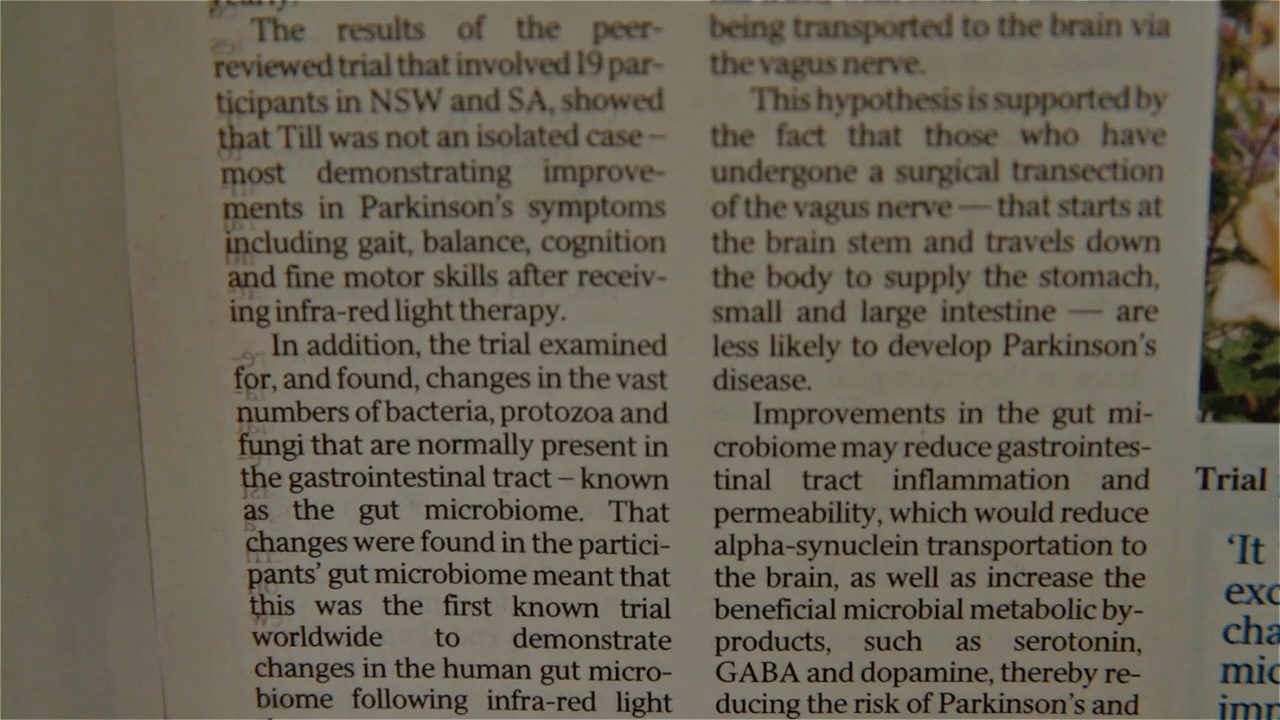 yearly.
The results of the peer-
reviewed trial that involved 19 par-
ticipants in NSW and SA, showed
that Till was not an isolated case –
most demonstrating improve-
ments in Parkinson's symptoms
including gait, balance, cognition
and fine motor skills after receiv-
ing infra-red light therapy.
In addition, the trial examined
for, and found, changes in the vast
numbers of bacteria, protozoa and
fungi that are normally present in
the gastrointestinal tract – known
as the gut microbiome. That
changes were found in the partici-
pants' gut microbiome meant that
this was the first known trial
worldwide to demonstrate
changes in the human gut micro-
biome following infra-red light
being transported to the brain via
the vagus nerve.
This hypothesis is supported by
the fact that those who have
undergone a surgical transection
of the vagus nerve — that starts at
the brain stem and travels down
the body to supply the stomach,
small and large intestine — are
less likely to develop Parkinson's
disease.
Improvements in the gut mi-
crobiome may reduce gastrointes-
tinal tract inflammation and
permeability, which would reduce
alpha-synuclein transportation to
the brain, as well as increase the
beneficial microbial metabolic by-
products, such as serotonin,
GABA and dopamine, thereby re-
ducing the risk of Parkinson's and
Trial
'It
exc
cha
mic
imp